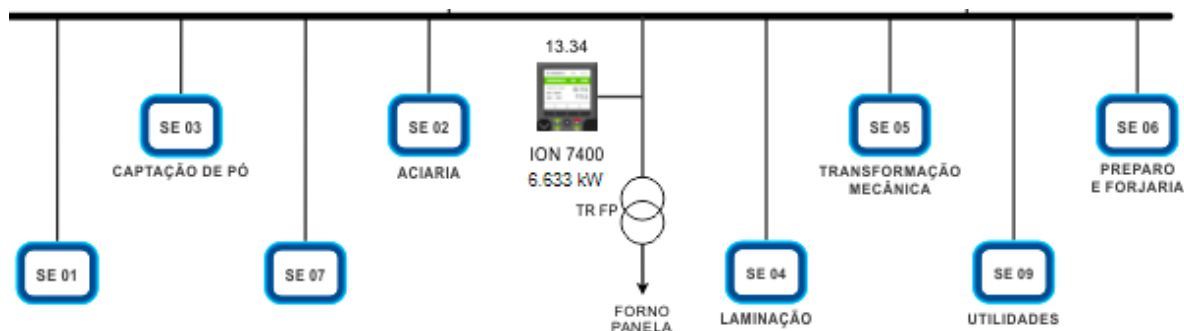 13.34
SE 03
CAPTAÇÃO DE PÓ
SE 02
ACIARIA
ION 7400
6.633 kW
TR FP
SE 05
TRANSFORMAÇÃO
MECÂNICA
SE 06
PREPARO
E FORJARIA
SE 01
SE 07
FORNO
PANELA
SE 04
LAMINAÇÃO
SE 09
UTILIDADES